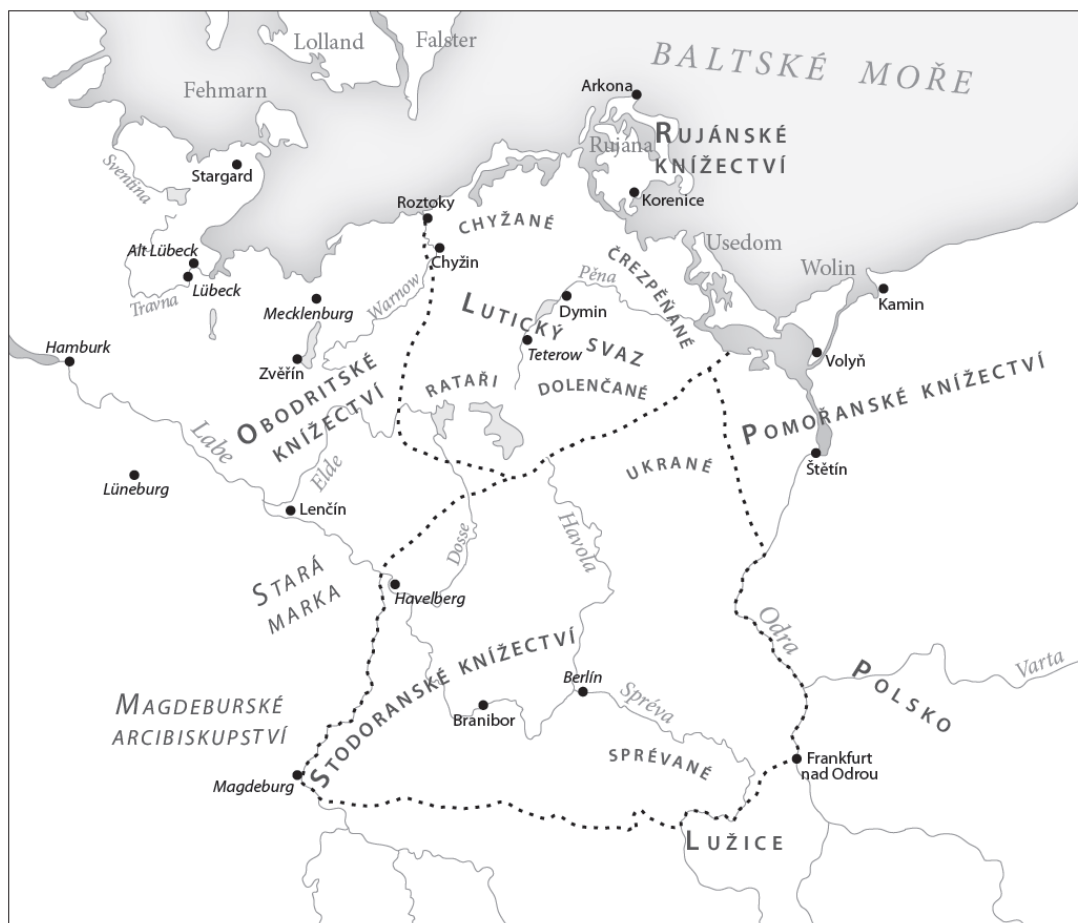 Lolland
Falster
BALTSKÉ MOŘE
Fehmarn
Arkona
Rujána
RUJÁNSKÉ
KNÍŽECTVÍ
Sventina
Stargard
Korenice
Roztoky
CHYŽANÉ
Chyžin
Usedom
Alt-Lübeck
Lübeck
Travna
ČREZPĚŇANÉ
Wolin
Pěna
Kamin
Mecklenburg
Warnow
Dymin
LUTICKÝ SVAZ
Hamburk
Zvěřín
Teterow
Volyň
OBODRITSKÉ
KNÍŽECTVÍ
RATAŘI
DOLENČANÉ
POMOŘANSKÉ KNÍŽECTVÍ
Labe
Elde
UKRANÉ
Štětín
Lüneburg
Lenčín
Dosse
Havola
STARÁ
MARKA
Havelberg
Odra
STODORANSKÉ KNÍŽECTVÍ
Varta
POLSKO
Berlín
Spréva
Branibor
MAGDEBURSKÉ
ARCIBISKUPSTVÍ
SPRÉVANÉ
Frankfurt
nad Odrou
Magdeburg
LUŽICE